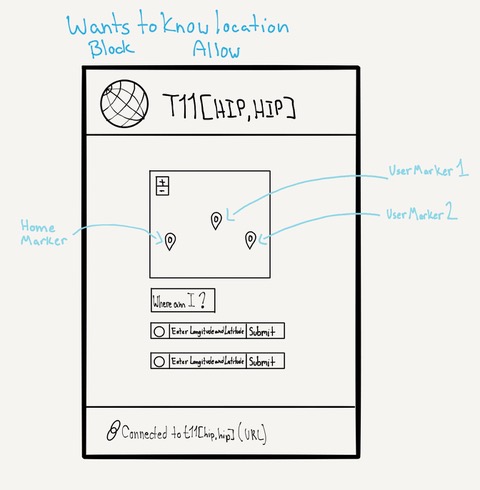 Wants to know location
Block Allow
T11[HIP,HIP]
+
-
User Marker 1
User Marker 2
Home
Marker
Where am I ?
Enter Longitude and Latitude Submit
Enter Longitude and Latitude Submit
Connected to t11[hip,hip] (URL)